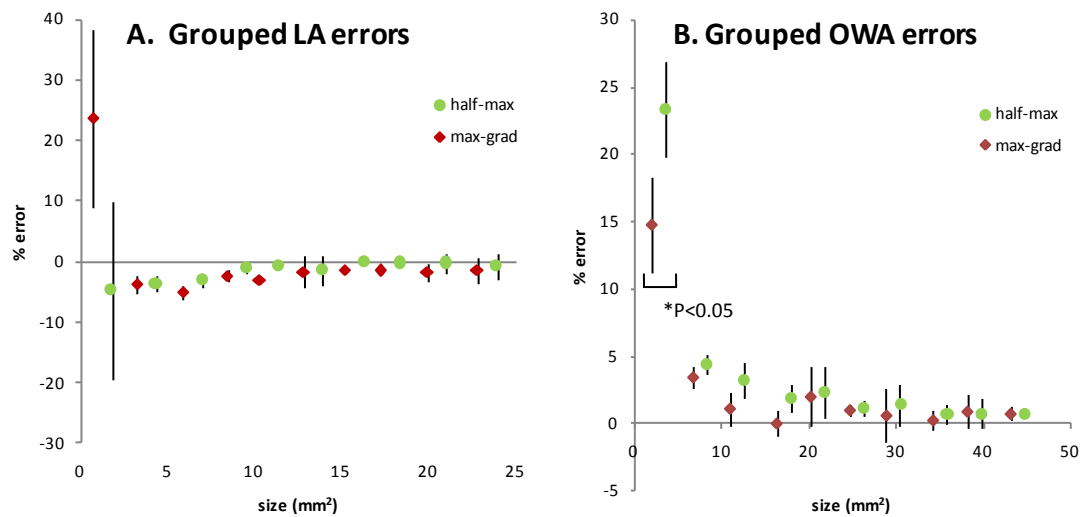 A. Grouped LA errors
40
30
20
10
0
-10
-20
-30
% error
half-max
max-grad
0 5 10 15 20 25
size (mm²)
B. Grouped OWA errors
30
25
20
15
10
5
0
-5
% error
half-max
max-grad
*P<0.05
0 10 20 30 40 50
size (mm²)